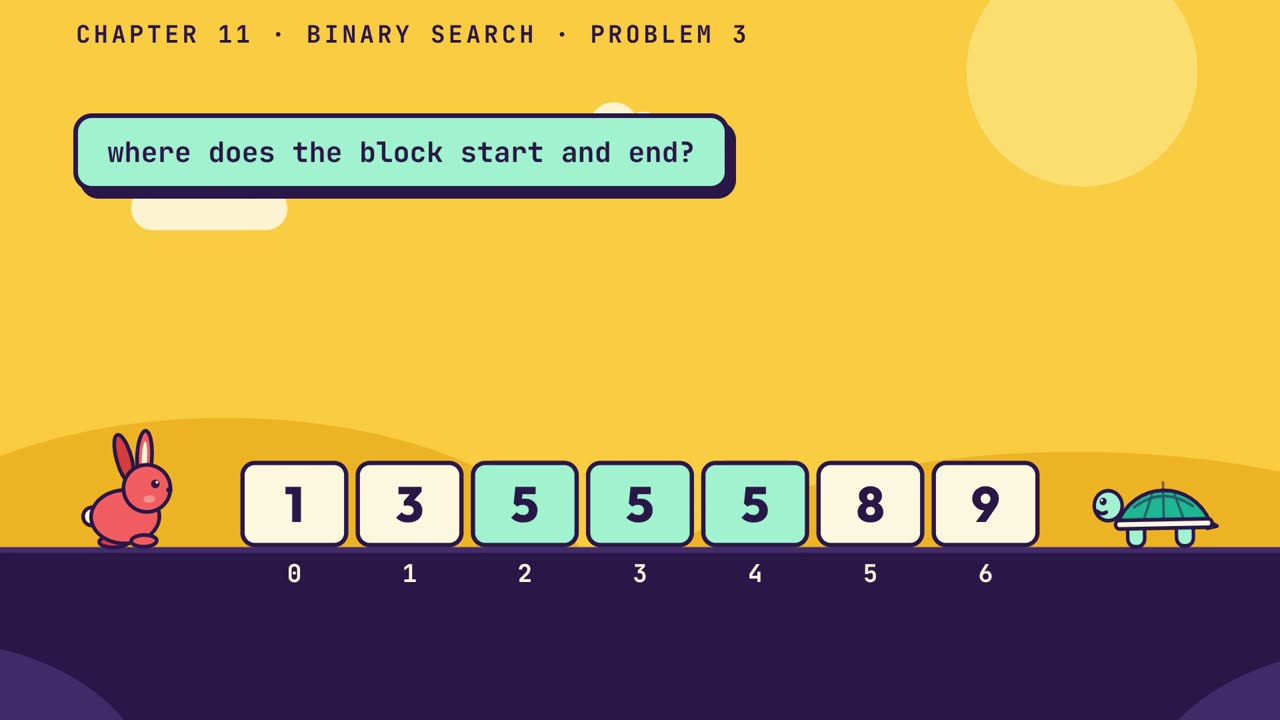 CHAPTER 11 · BINARY SEARCH · PROBLEM 3
where does the block start and end?
1 3 5 5 5 8 9
0 1 2 3 4 5 6